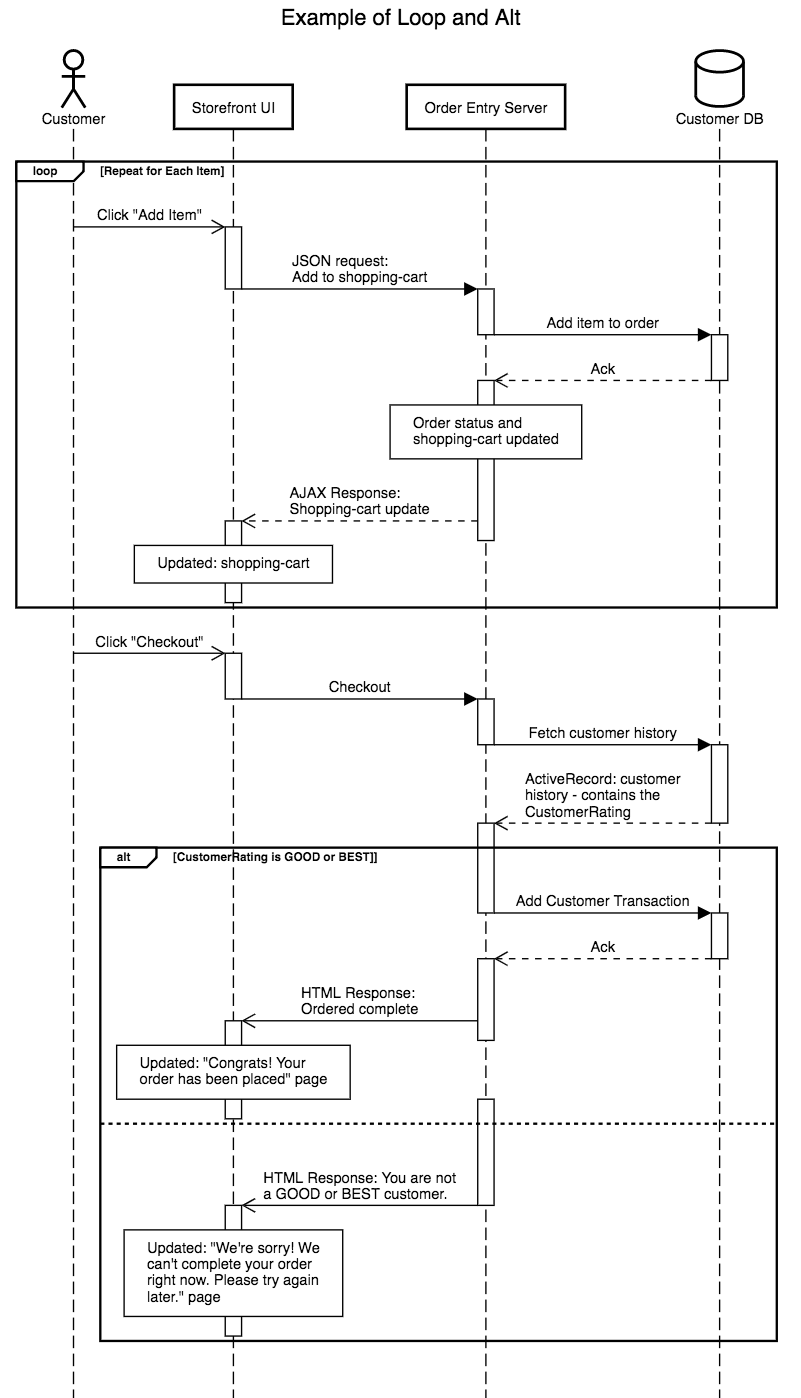 Example of Loop and Alt
Customer
Storefront UI
Order Entry Server
Customer DB
loop
[Repeat for Each Item]
Click "Add Item"
JSON request:
Add to shopping-cart
Add item to order
Ack
Order status and
shopping-cart updated
AJAX Response:
Shopping-cart update
Updated: shopping-cart
Click "Checkout"
Checkout
Fetch customer history
ActiveRecord: customer
history - contains the
CustomerRating
alt
[CustomerRating is GOOD or BEST]]
Add Customer Transaction
Ack
HTML Response:
Ordered complete
Updated: "Congrats! Your
order has been placed" page
HTML Response: You are not
a GOOD or BEST customer.
Updated: "We're sorry! We
can't complete your order
right now. Please try again
later." page